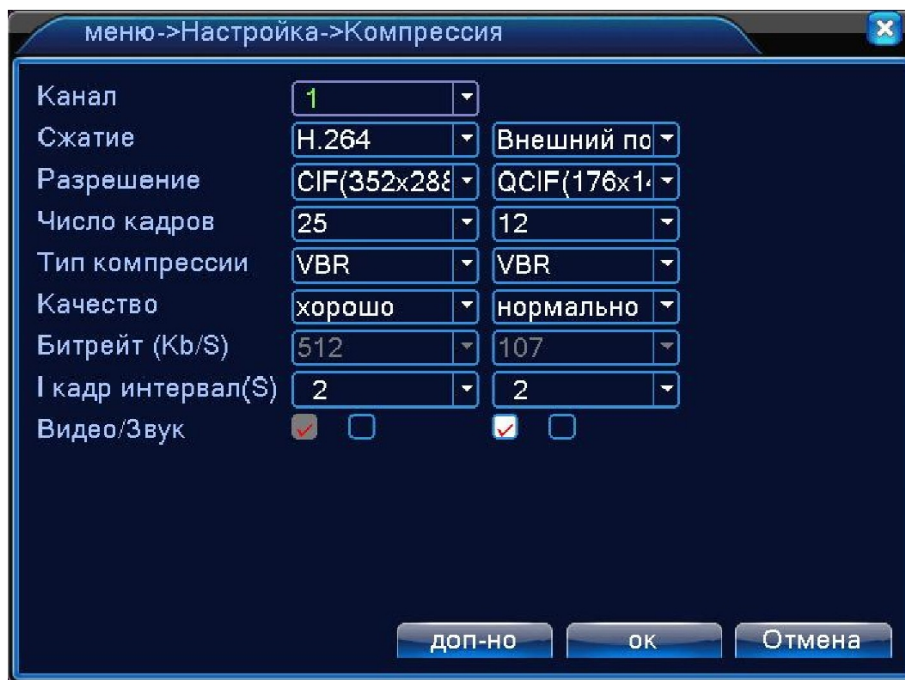 меню->Настройка->Компрессия
Канал 1
Сжатие H.264 Внешний по
Разрешение CIF(352x288 QCIF(176x14
Число кадров 25 12
Тип компрессии VBR VBR
Качество хорошо нормально
Битрейт (Kb/S) 512 107
I кадр интервал(S) 2 2
Видео/Звук
доп-но ок Отмена